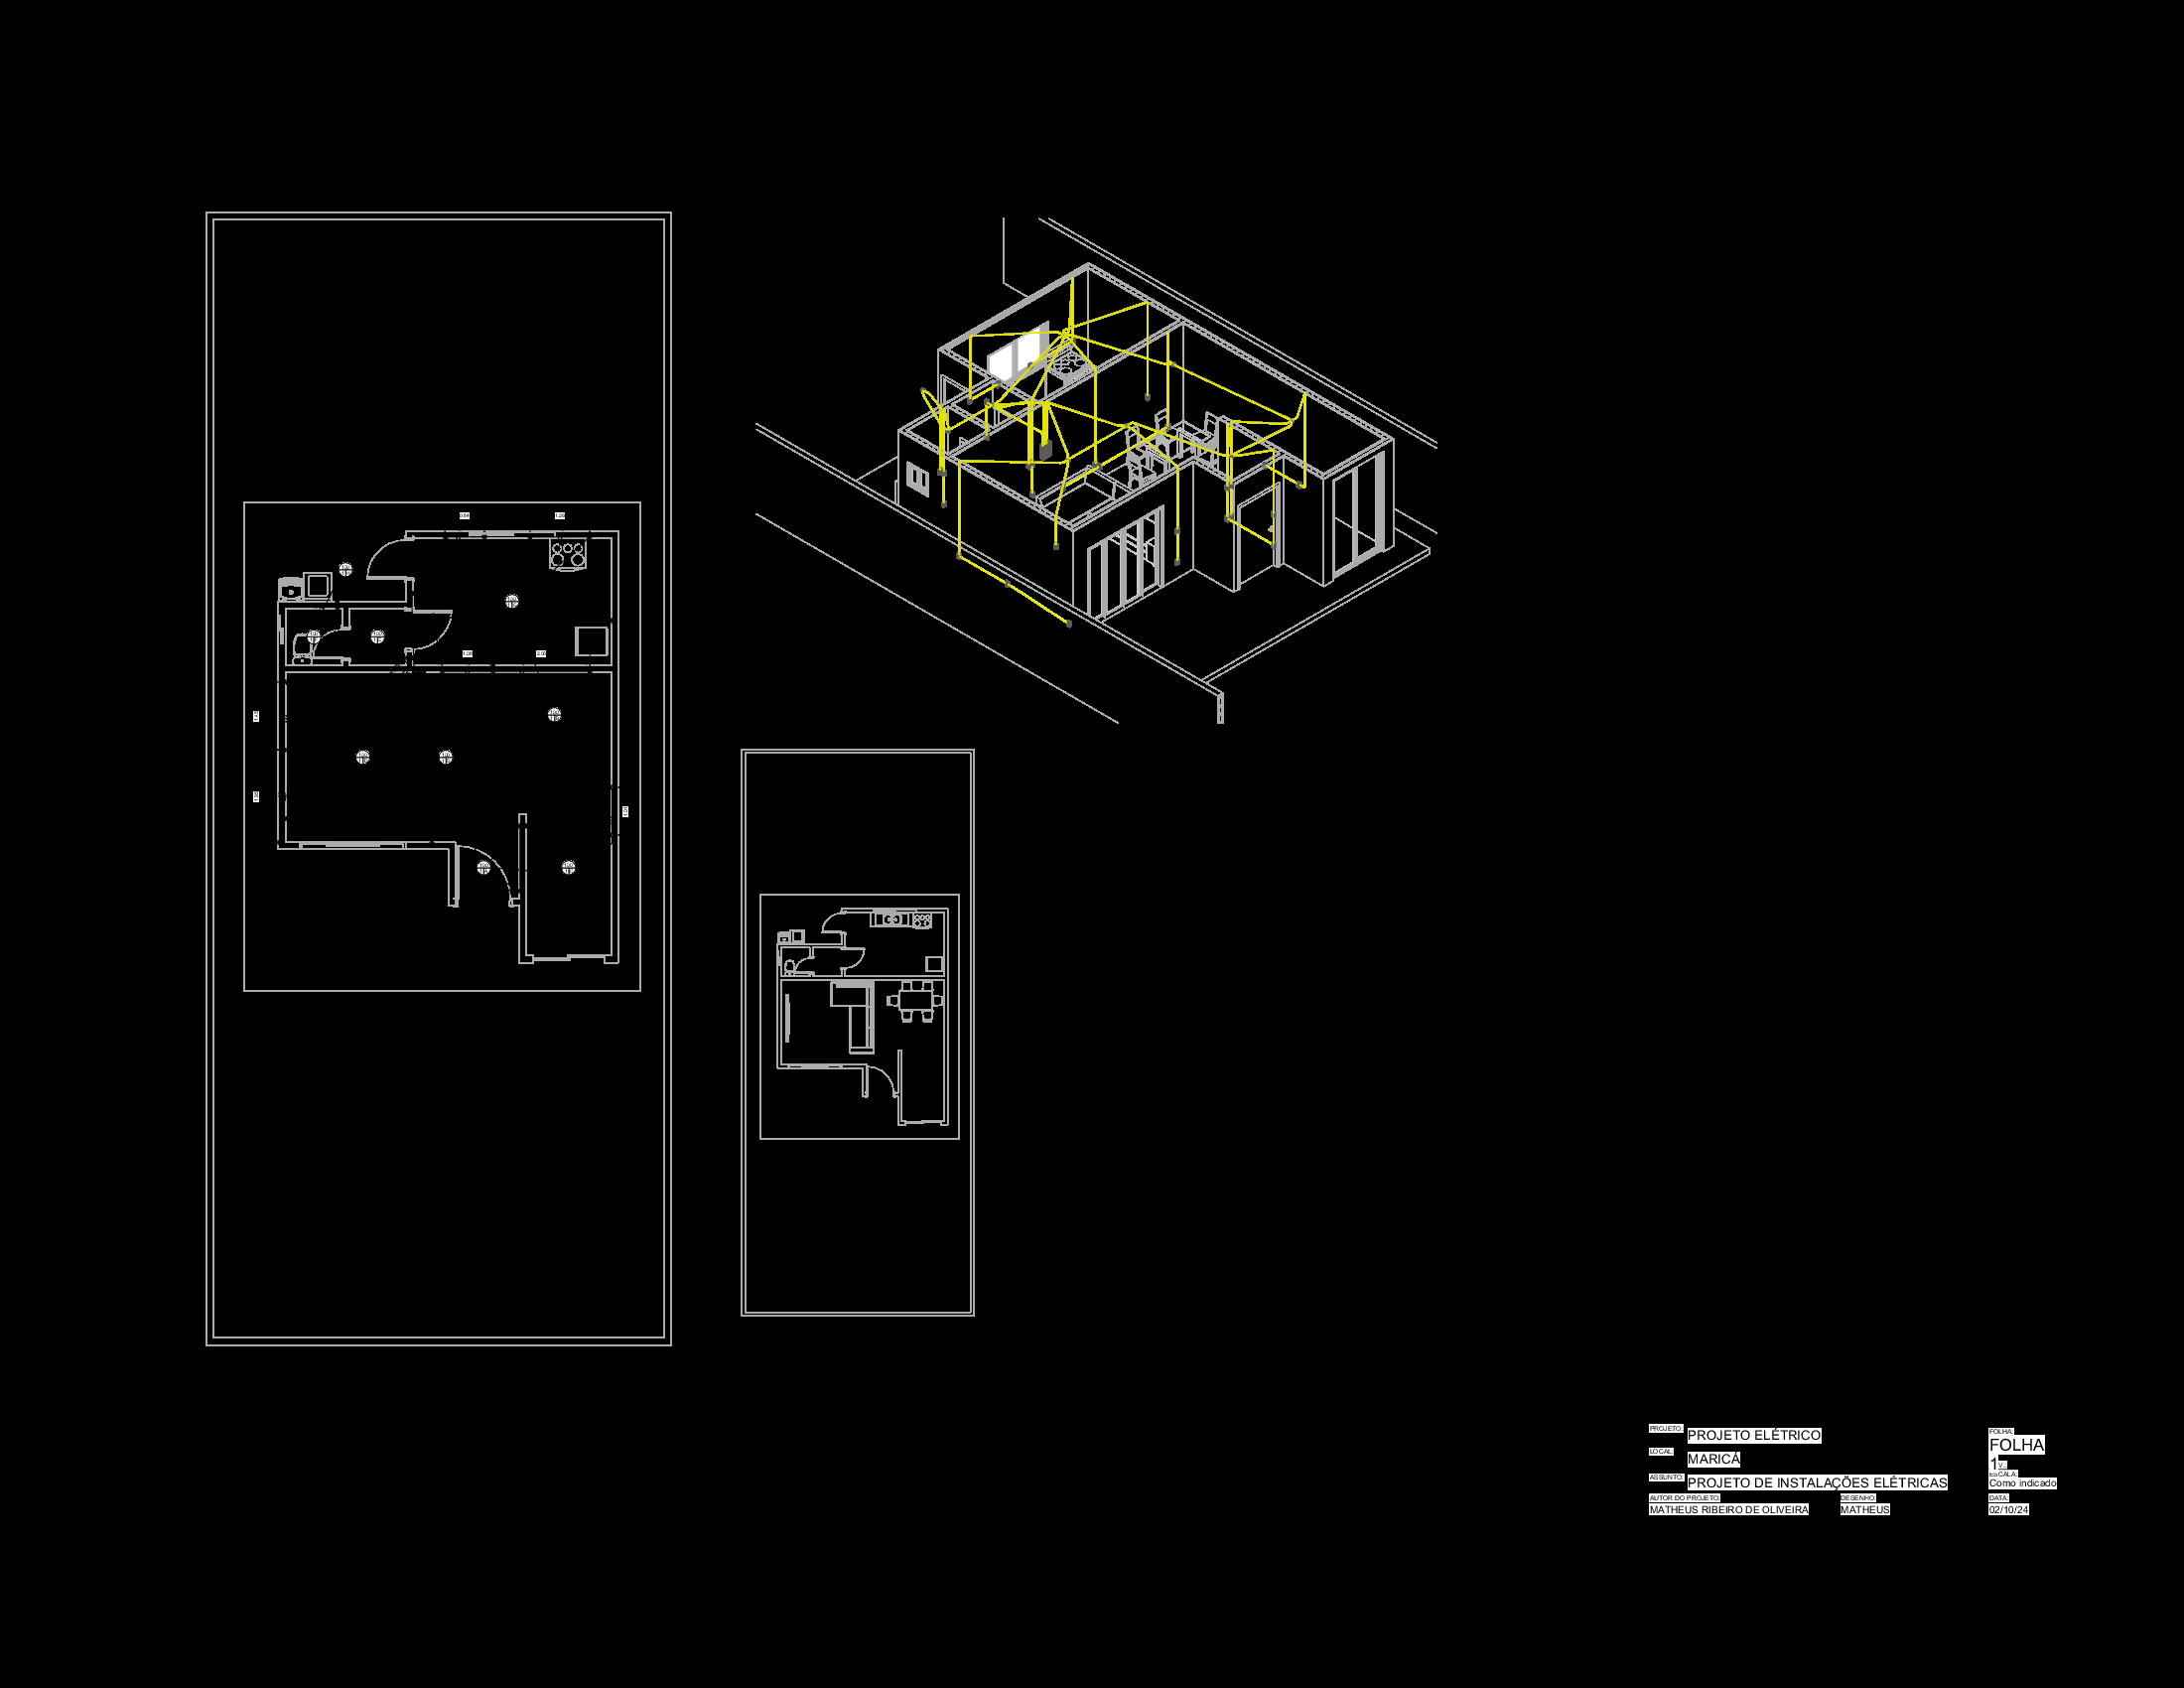 PROJETO:
PROJETO ELÉTRICO
LOCAL:
MARICÁ
ASSUNTO:
PROJETO DE INSTALAÇÕES ELÉTRICAS
AUTOR DO PROJETO:
MATHEUS RIBEIRO DE OLIVEIRA
DESENHO:
MATHEUS
FOLHA:
FOLHA
1
ESCALA:
Como indicado
DATA:
02/10/24